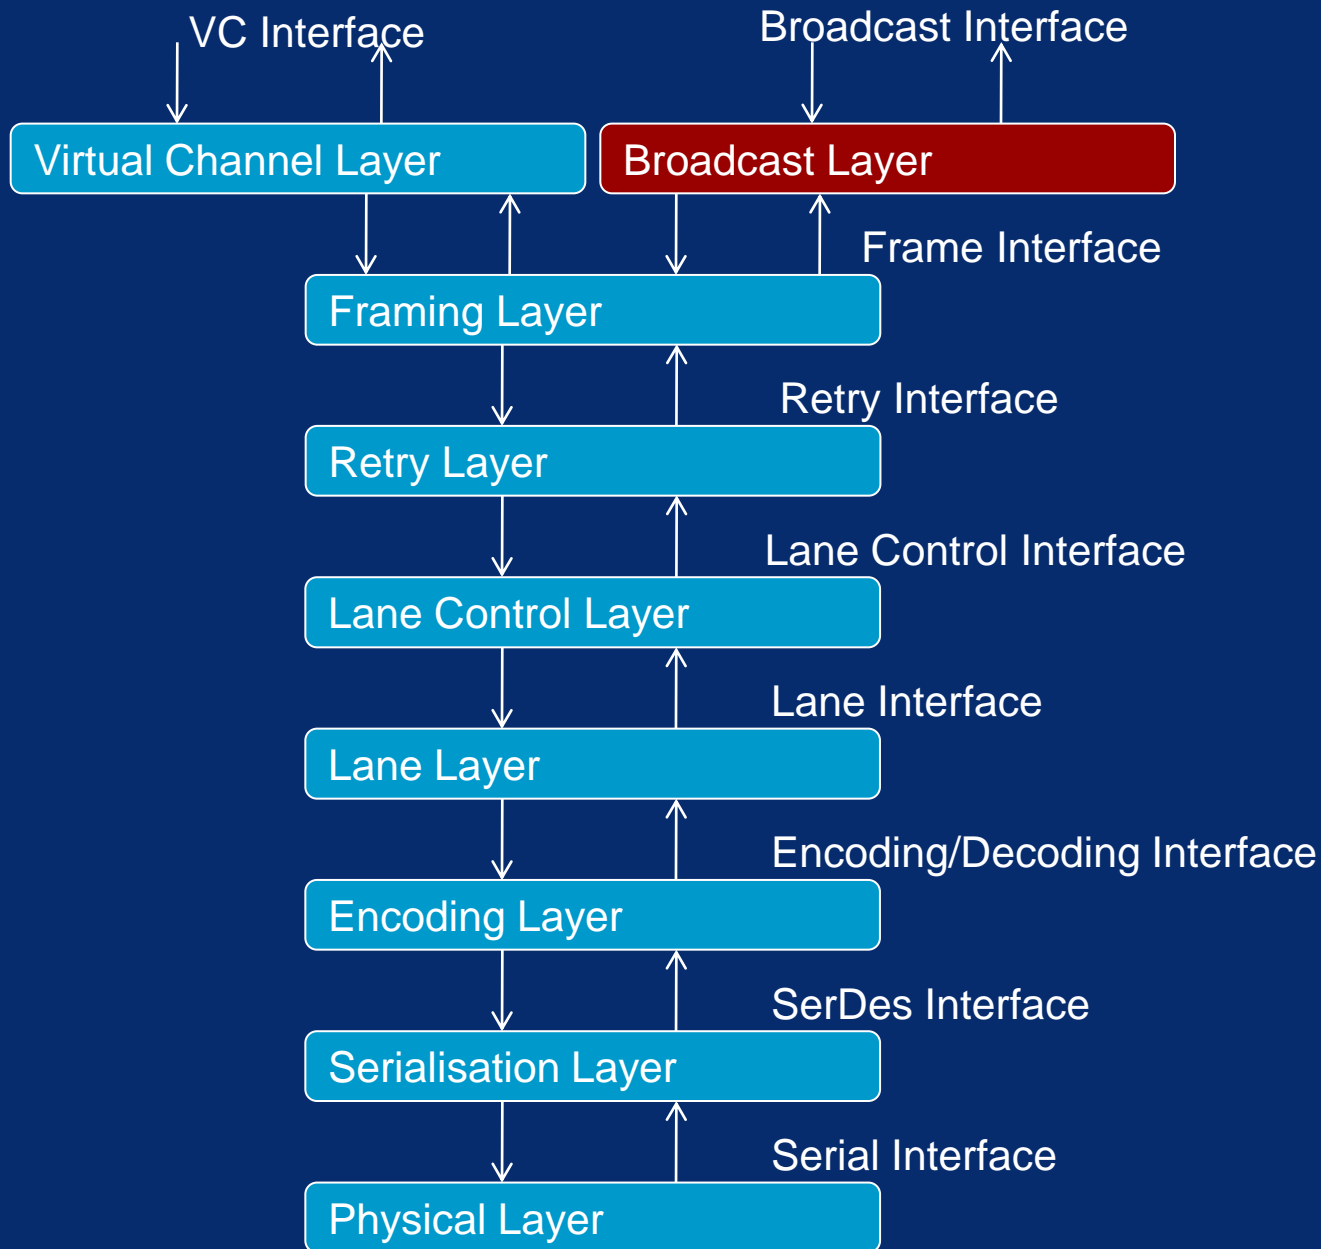 VC Interface
Broadcast Interface
Virtual Channel Layer
Broadcast Layer
Frame Interface
Framing Layer
Retry Interface
Retry Layer
Lane Control Interface
Lane Control Layer
Lane Interface
Lane Layer
Encoding/Decoding Interface
Encoding Layer
SerDes Interface
Serialisation Layer
Serial Interface
Physical Layer